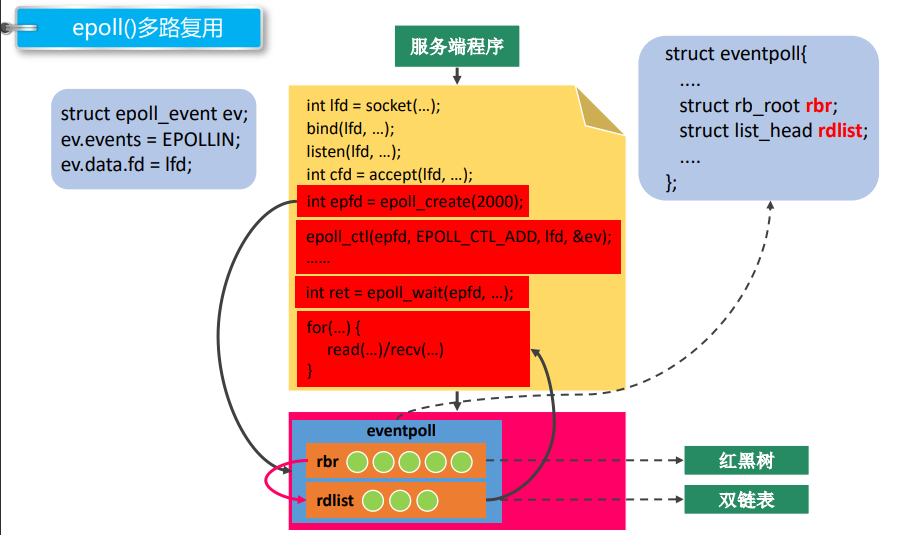 epoll()多路复用
服务端程序
struct epoll_event ev;
ev.events = EPOLLIN;
ev.data.fd = lfd;
int lfd = socket(…);
bind(lfd, …);
listen(lfd, …);
int cfd = accept(lfd, …);
int epfd = epoll_create(2000);
epoll_ctl(epfd, EPOLL_CTL_ADD, lfd, &ev);
……
int ret = epoll_wait(epfd, …);
for(…) {
read(…)/recv(…)
}
struct eventpoll{
....
struct rb_root rbr;
struct list_head rdlist;
....
};
eventpoll
rbr
rdlist
红黑树
双链表